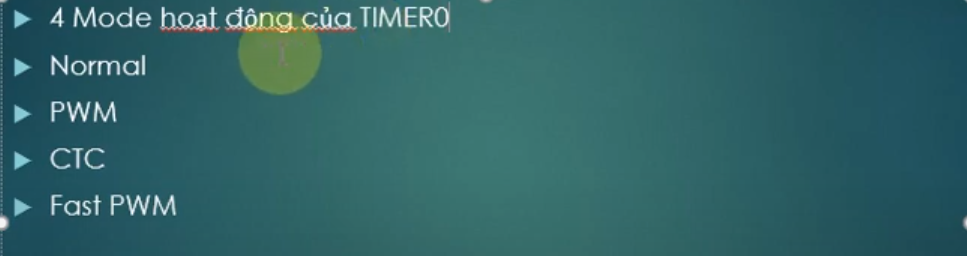 4 Mode hoạt động của TIMER0
Normal
PWM
CTC
Fast PWM